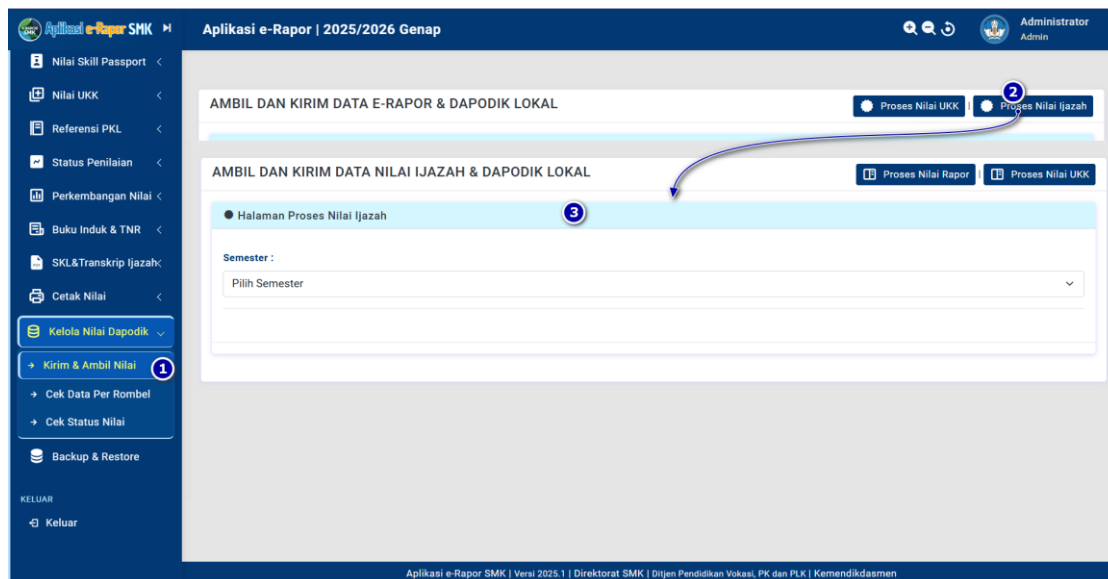 Aplikasi e-Rapor SMK
Aplikasi e-Rapor | 2025/2026 Genap
Administrator
Admin
Nilai Skill Passport
Nilai UKK
Referensi PKL
Status Penilaian
Perkembangan Nilai
Buku Induk & TNR
SKL&Transkrip Ijazah
Cetak Nilai
Kelola Nilai Dapodik
Kirim & Ambil Nilai
1
Cek Data Per Rombel
Cek Status Nilai
Backup & Restore
KELUAR
Keluar
AMBIL DAN KIRIM DATA E-RAPOR & DAPODIK LOKAL
Proses Nilai UKK | Proses Nilai Ijazah
2
AMBIL DAN KIRIM DATA NILAI IJAZAH & DAPODIK LOKAL
Proses Nilai Rapor | Proses Nilai UKK
Halaman Proses Nilai Ijazah
3
Semester :
Pilih Semester
Aplikasi e-Rapor SMK | Versi 2025.1 | Direktorat SMK | Ditjen Pendidikan Vokasi, PK dan PLK | Kemendikdasmen